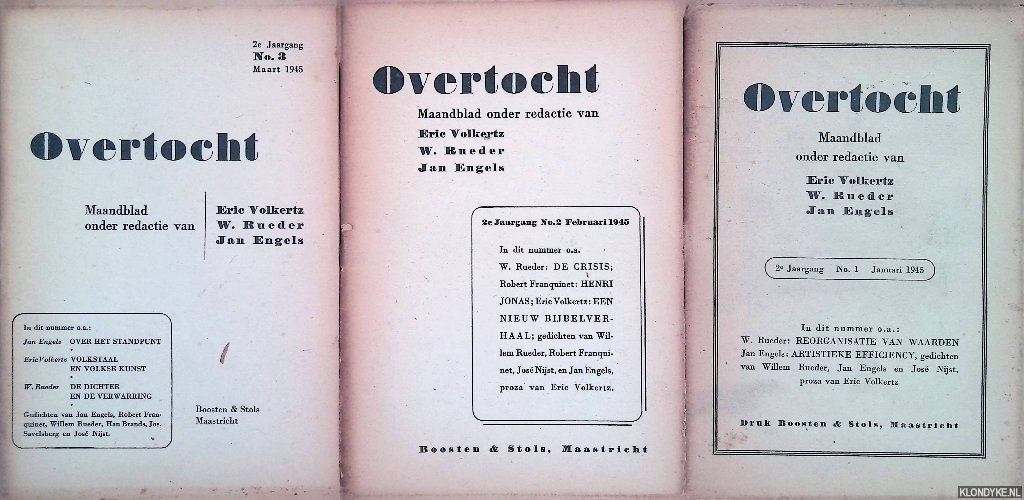 2e Jaargang
No. 3
Maart 1945
Overtocht
Maandblad
onder redactie van
Eric Volkertz
W. Rueder
Jan Engels
In dit nummer o.a.:
Jan Engels OVER HET STANDPUNT
Eric Volkerts VOLKSTAAL
EN VOLKSE KUNST
W. Rueder DE DICHTER
EN DE VERWARRING
Gedichten van Jan Engels, Robert Fran-
quinet, Willem Rueder, Han Brands, Jos.
Savelsberg en José Nijst.
Boosten & Stols
Maastricht
Overtocht
Maandblad onder redactie van
Eric Volkertz
W. Rueder
Jan Engels
2e Jaargang No.2 Februari 1945
In dit nummer o.a.
W. Rueder: DE CRISIS;
Robert Franquinet: HENRI
JONAS; Eric Volkertz: EEN
NIEUW BIJBELVER-
HAAL; gedichten van Wil-
lem Rueder, Robert Franqui-
net, José Nijst, en Jan Engels,
proza van Eric Volkertz.
Boosten & Stols, Maastricht
Overtocht
Maandblad
onder redactie van
Eric Volkertz
W. Rueder
Jan Engels
2e Jaargang No. 1 Januari 1945
In dit nummer o.a.:
W. Rueder: REORGANISATIE VAN WAARDEN
Jan Engels: ARTISTIEKE EFFICIENCY, gedichten
van Willem Rueder, Jan Engels en José Nijst,
proza van Eric Volkertz
Druk Boosten & Stols, Maastricht
KLONDYKE.NL